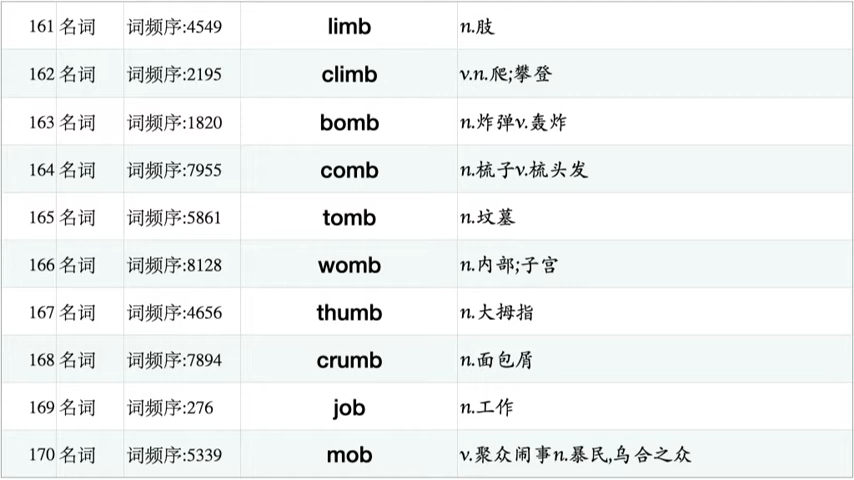 161 名词 词频序:4549 limb n.肢
162 名词 词频序:2195 climb v.n.爬;攀登
163 名词 词频序:1820 bomb n.炸弹v.轰炸
164 名词 词频序:7955 comb n.梳子v.梳头发
165 名词 词频序:5861 tomb n.坟墓
166 名词 词频序:8128 womb n.内部;子宫
167 名词 词频序:4656 thumb n.大拇指
168 名词 词频序:7894 crumb n.面包屑
169 名词 词频序:276 job n.工作
170 名词 词频序:5339 mob v.聚众闹事n.暴民,乌合之众